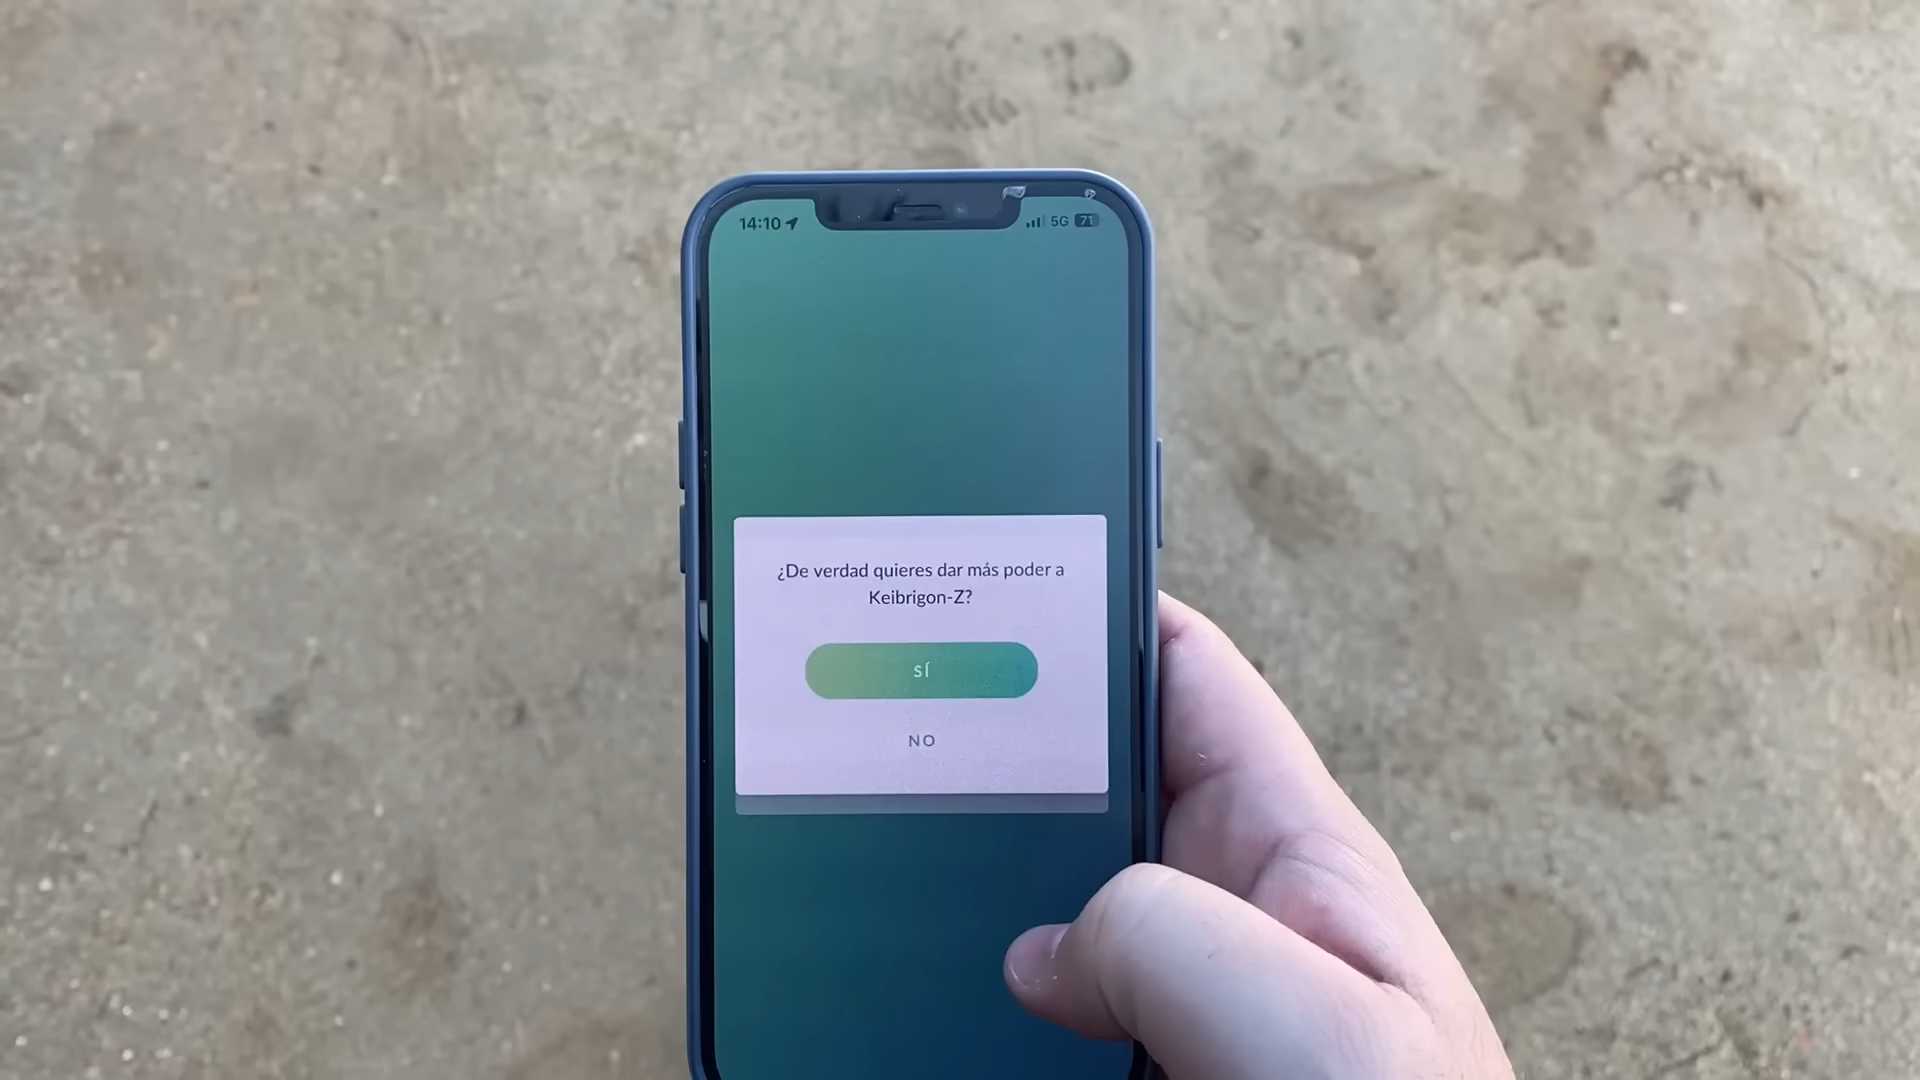 14:10 5G 71
¿De verdad quieres dar más poder a
Keibrigon-Z?
SÍ
NO